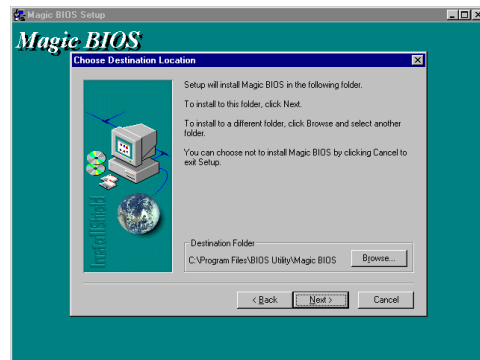 Magic BIOS Setup
Magic BIOS
Choose Destination Location
Setup will install Magic BIOS in the following folder.
To install to this folder, click Next.
To install to a different folder, click Browse and select another
folder.
You can choose not to install Magic BIOS by clicking Cancel to
exit Setup.
InstallShield
Destination Folder
C:\Program Files\BIOS Utility\Magic BIOS
Browse...
< Back
Next >
Cancel